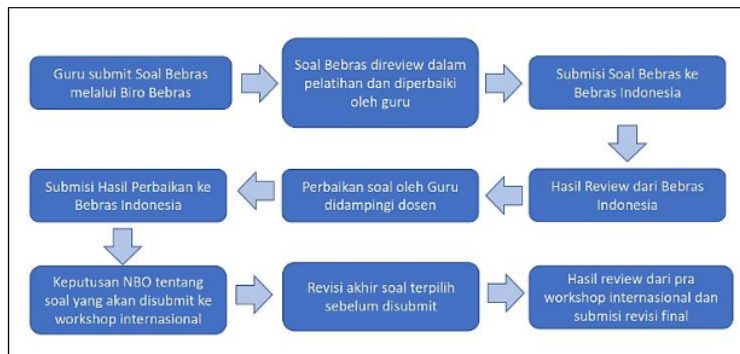 Guru submit Soal Bebras
melalui Biro Bebras
Soal Bebras direview dalam
pelatihan dan diperbaiki
oleh guru
Submisi Soal Bebras ke
Bebras Indonesia
Hasil Review dari Bebras
Indonesia
Perbaikan soal oleh Guru
didampingi dosen
Submisi Hasil Perbaikan ke
Bebras Indonesia
Keputusan NBO tentang
soal yang akan disubmit ke
workshop internasional
Revisi akhir soal terpilih
sebelum disubmit
Hasil review dari pra
workshop internasional dan
submisi revisi final